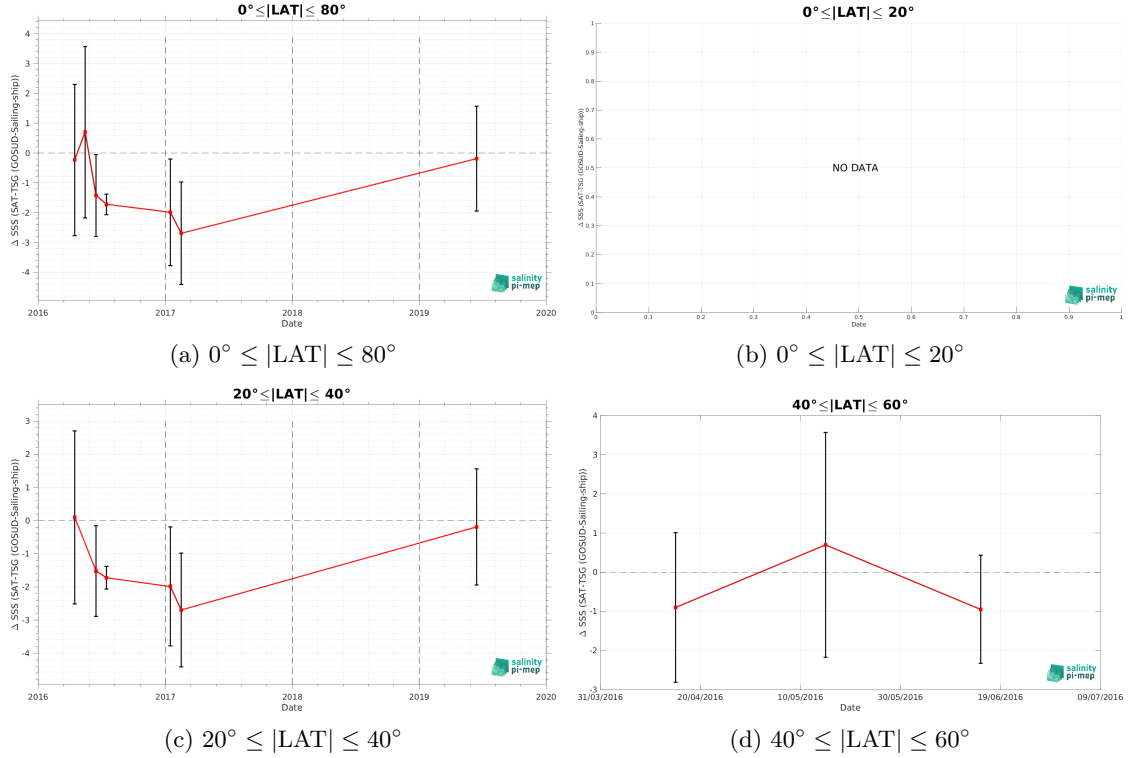 0°≤|LAT|≤ 80°
Δ SSS (SAT-TSG (GOSUD-Sailing-ship))
4
3
2
1
0
-1
-2
-3
-4
2016 2017 2018 2019 2020
Date
salinity
pi-mep
(a) 0° ≤ |LAT| ≤ 80°
0°≤|LAT|≤ 20°
Δ SSS (SAT-TSG (GOSUD-Sailing-ship))
1
0.9
0.8
0.7
0.6
0.5
0.4
0.3
0.2
0.1
0
NO DATA
0 0.1 0.2 0.3 0.4 0.5 0.6 0.7 0.8 0.9 1
Date
salinity
pi-mep
(b) 0° ≤ |LAT| ≤ 20°
20°≤|LAT|≤ 40°
Δ SSS (SAT-TSG (GOSUD-Sailing-ship))
3
2
1
0
-1
-2
-3
-4
2016 2017 2018 2019 2020
Date
salinity
pi-mep
(c) 20° ≤ |LAT| ≤ 40°
40°≤|LAT|≤ 60°
Δ SSS (SAT-TSG (GOSUD-Sailing-ship))
4
3
2
1
0
-1
-2
-3
31/03/2016 20/04/2016 10/05/2016 30/05/2016 19/06/2016 09/07/2016
Date
salinity
pi-mep
(d) 40° ≤ |LAT| ≤ 60°